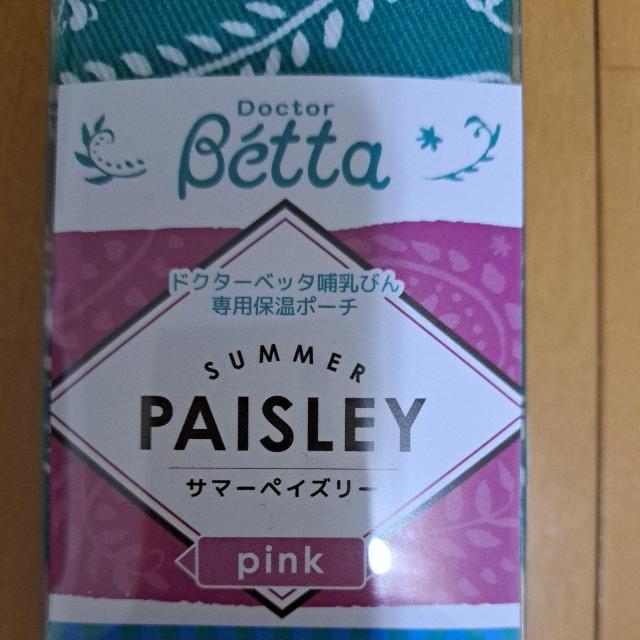 Doctor
Bétta
ドクターベッタ哺乳びん
専用保温ポーチ
SUMMER
PAISLEY
サマーペイズリー
pink